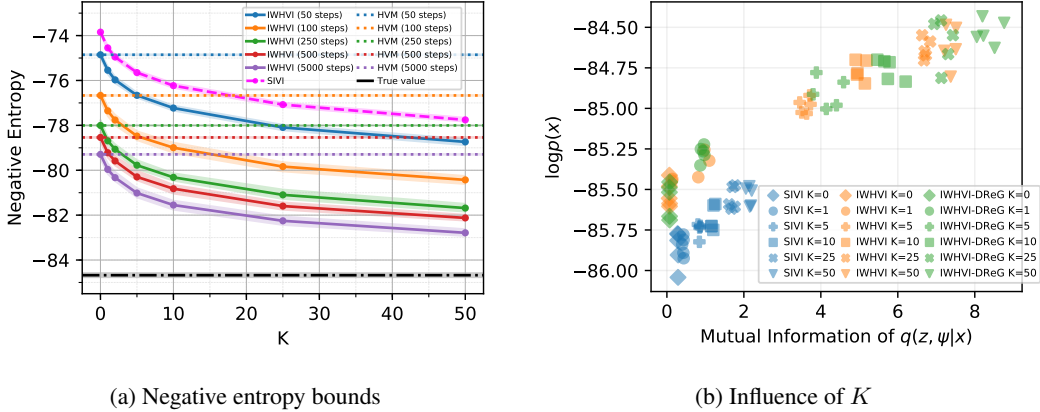 Negative Entropy
−74
−76
−78
−80
−82
−84
0
10
20
30
40
50
K
IWHVI (50 steps)
IWHVI (100 steps)
IWHVI (250 steps)
IWHVI (500 steps)
IWHVI (5000 steps)
SIVI
HVM (50 steps)
HVM (100 steps)
HVM (250 steps)
HVM (500 steps)
HVM (5000 steps)
True value
(a) Negative entropy bounds
logp(x)
−84.50
−84.75
−85.00
−85.25
−85.50
−85.75
−86.00
0
2
4
6
8
Mutual Information of q(z, ψ|x)
SIVI K=0
SIVI K=1
SIVI K=5
SIVI K=10
SIVI K=25
SIVI K=50
IWHVI K=0
IWHVI K=1
IWHVI K=5
IWHVI K=10
IWHVI K=25
IWHVI K=50
IWHVI-DReG K=0
IWHVI-DReG K=1
IWHVI-DReG K=5
IWHVI-DReG K=10
IWHVI-DReG K=25
IWHVI-DReG K=50
(b) Influence of K